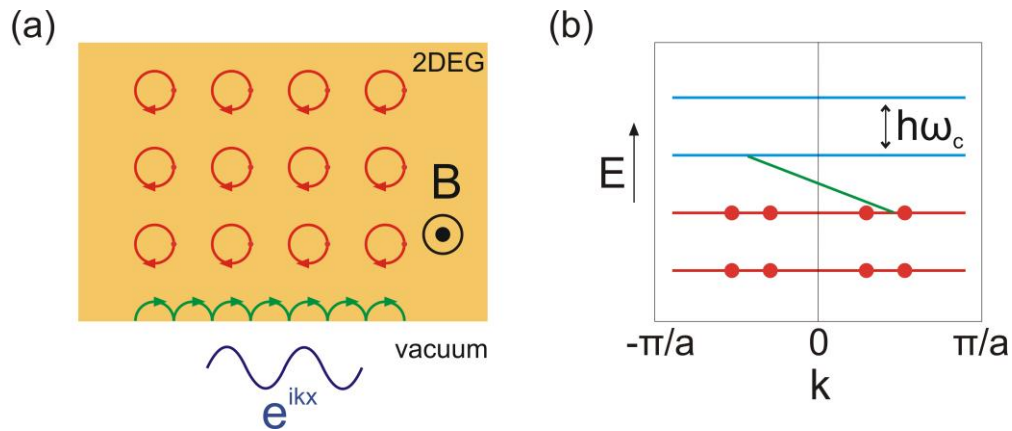 (a)
2DEG
B
vacuum
e^ikx
(b)
E
hω_c
-π/a
0
π/a
k